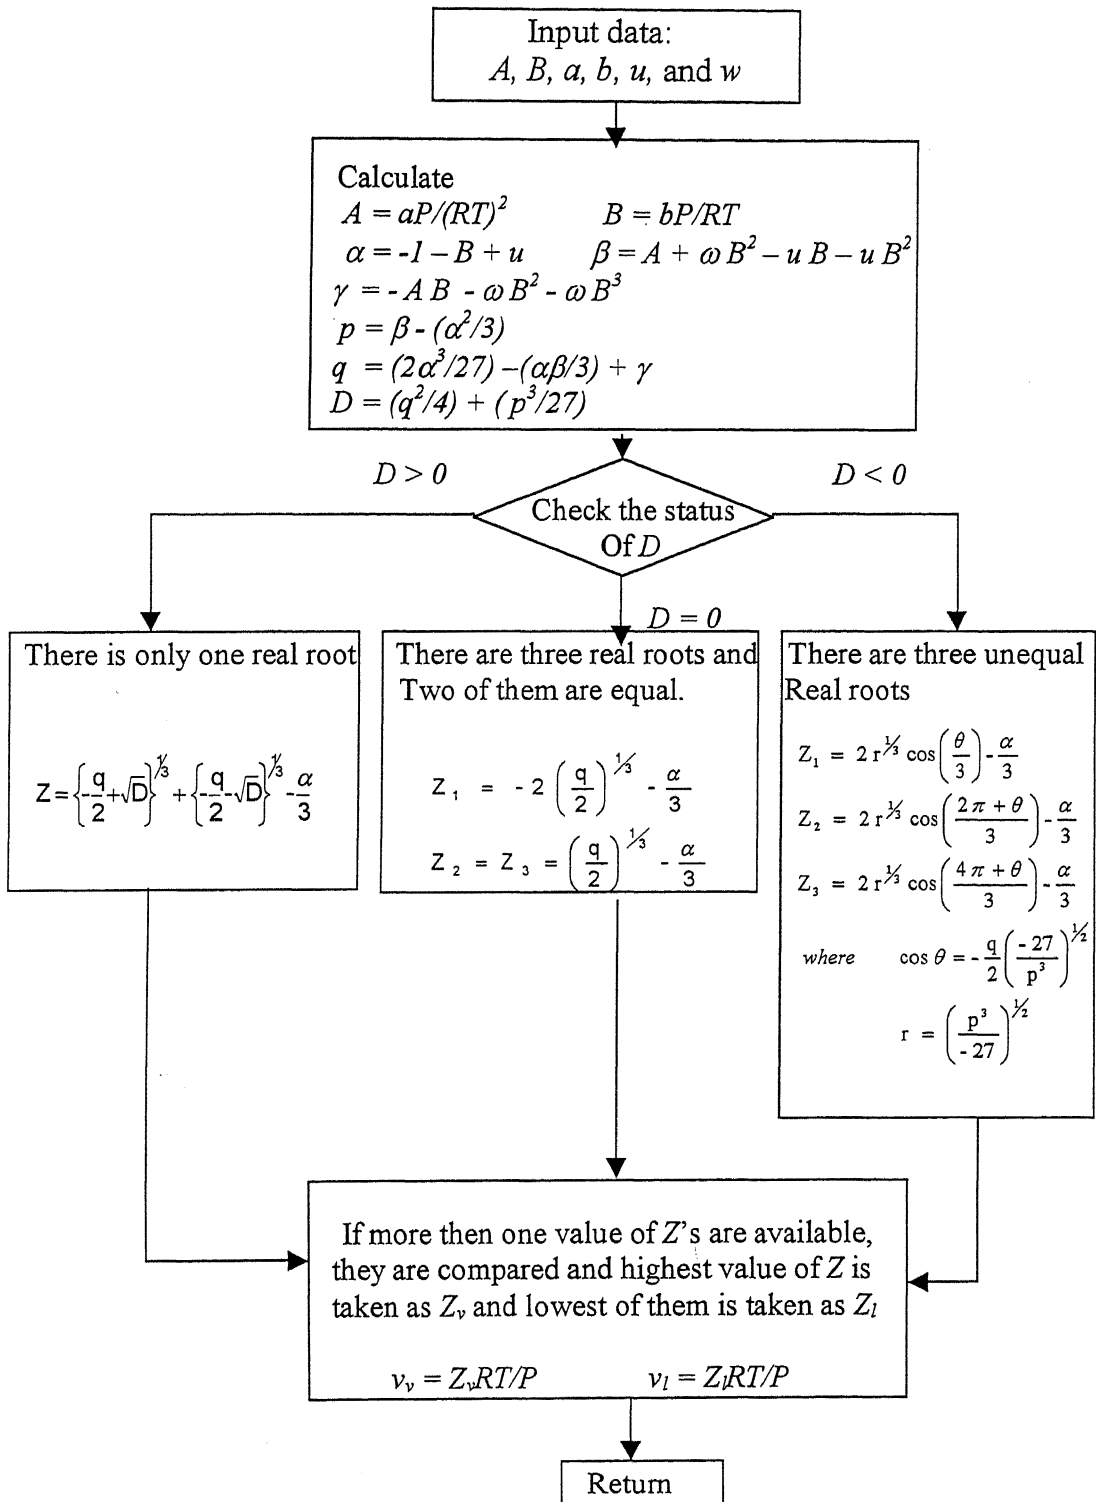 Input data:
A, B, a, b, u, and w
Calculate
A = aP/(RT)² B = bP/RT
α = -1 – B + u β = A + ω B² – u B – u B²
γ = - A B - ω B² - ω B³
p = β - (α²/3)
q = (2α³/27) –(αβ/3) + γ
D = (q²/4) + (p³/27)
D > 0 D < 0
Check the status
Of D
D = 0
There is only one real root
Z = {-q/2 + √D}^1/3 + {-q/2 - √D}^1/3 - α/3
There are three real roots and
Two of them are equal.
Z₁ = - 2 (q/2)^1/3 - α/3
Z₂ = Z₃ = (q/2)^1/3 - α/3
There are three unequal
Real roots
Z₁ = 2 r^1/3 cos(θ/3) - α/3
Z₂ = 2 r^1/3 cos((2π + θ)/3) - α/3
Z₃ = 2 r^1/3 cos((4π + θ)/3) - α/3
where cos θ = - q/2 (-27/p³)^1/2
r = (p³/-27)^1/2
If more then one value of Z's are available,
they are compared and highest value of Z is
taken as Zᵥ and lowest of them is taken as Zₗ
vᵥ = ZᵥRT/P vₗ = ZₗRT/P
Return